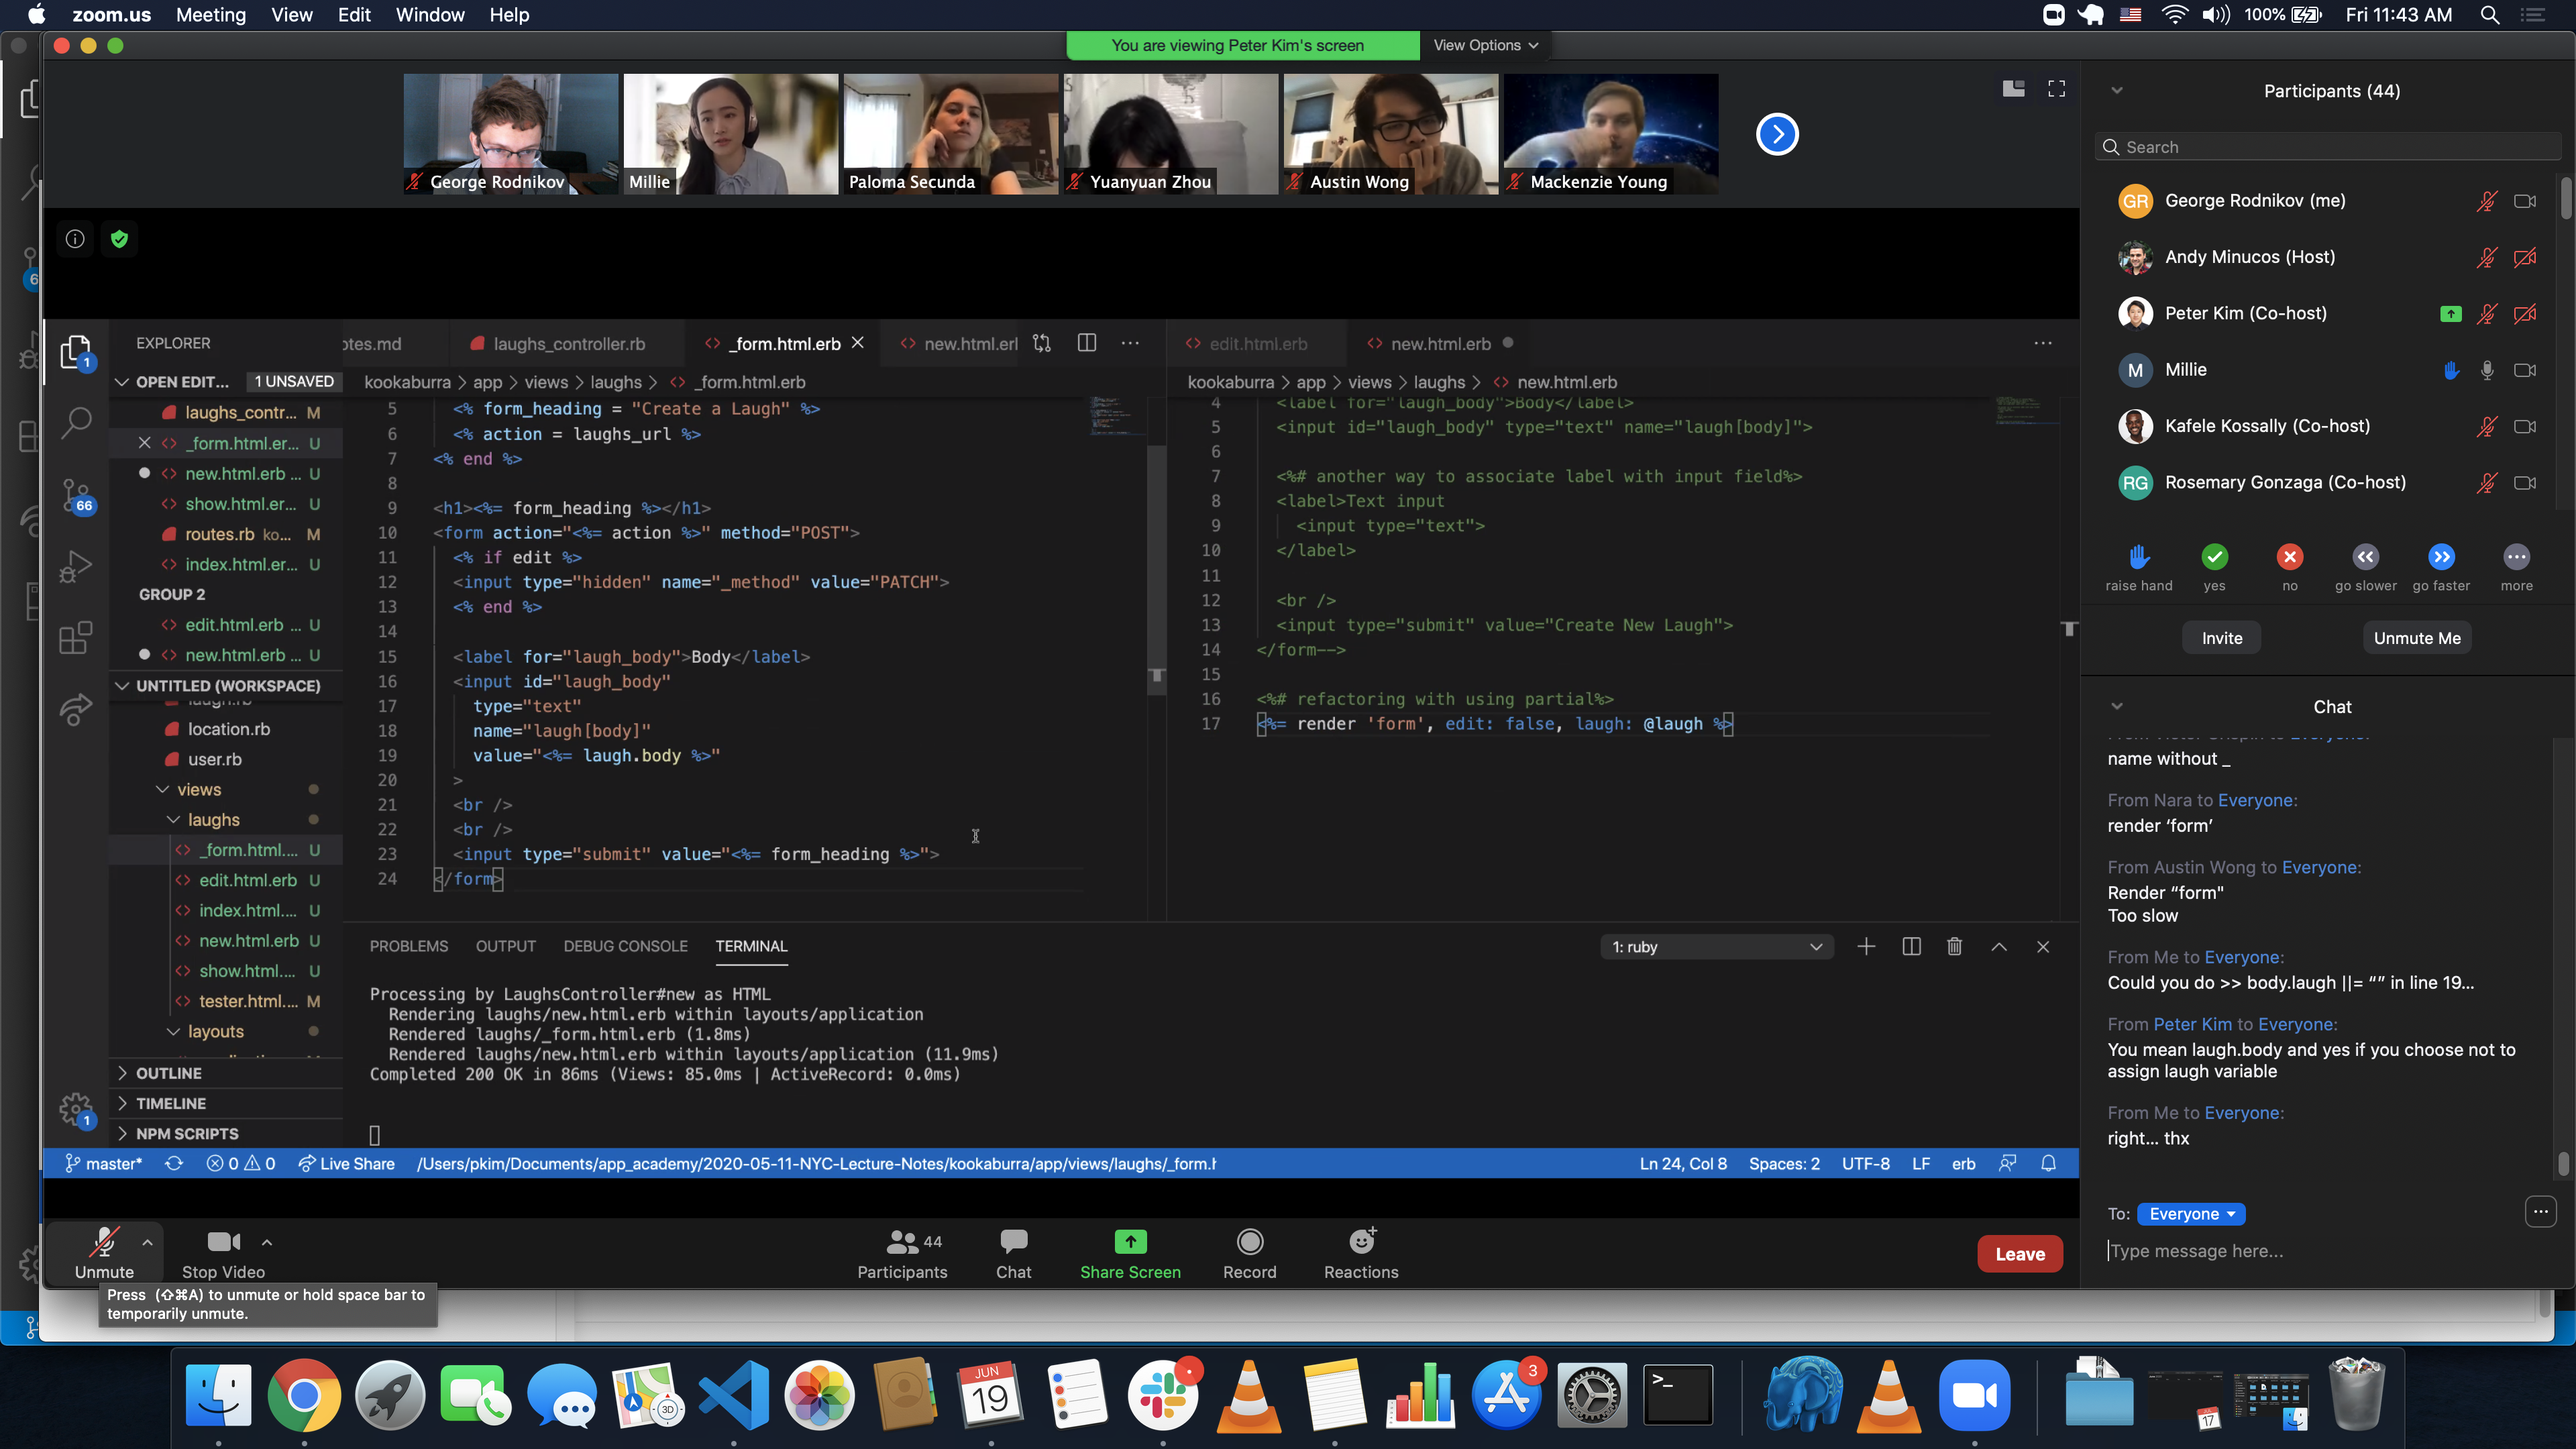 zoom.us Meeting View Edit Window Help
100% Fri 11:43 AM
You are viewing Peter Kim's screen View Options
George Rodnikov
Millie
Paloma Secunda
Yuanyuan Zhou
Austin Wong
Mackenzie Young
EXPLORER
OPEN EDIT... 1 UNSAVED
laughs_contr... M
_form.html.er... U
new.html.erb ... U
show.html.er... U
routes.rb ko... M
index.html.er... U
GROUP 2
edit.html.erb ... U
new.html.erb ... U
UNTITLED (WORKSPACE)
laugh.rb
location.rb
user.rb
views
laughs
_form.html.... U
edit.html.erb U
index.html.... U
new.html.erb U
show.html.... U
tester.html.... M
layouts
OUTLINE
TIMELINE
NPM SCRIPTS
1
66
1
6
otes.md laughs_controller.rb _form.html.erb new.html.erl
kookaburra > app > views > laughs > _form.html.erb
5 <% form_heading = "Create a Laugh" %>
6 <% action = laughs_url %>
7 <% end %>
8
9 <h1><%= form_heading %></h1>
10 <form action="<%= action %>" method="POST">
11 <% if edit %>
12 <input type="hidden" name="_method" value="PATCH">
13 <% end %>
14
15 <label for="laugh_body">Body</label>
16 <input id="laugh_body"
17 type="text"
18 name="laugh[body]"
19 value="<%= laugh.body %>"
20 >
21 <br />
22 <br />
23 <input type="submit" value="<%= form_heading %>">
24 </form>
edit.html.erb new.html.erb
kookaburra > app > views > laughs > new.html.erb
4 <label for="laugh_body">Body</label>
5 <input id="laugh_body" type="text" name="laugh[body]">
6
7 <%# another way to associate label with input field%>
8 <label>Text input
9 <input type="text">
10 </label>
11
12 <br />
13 <input type="submit" value="Create New Laugh">
14 </form-->
15
16 <%# refactoring with using partial%>
17 <%= render 'form', edit: false, laugh: @laugh %>
PROBLEMS OUTPUT DEBUG CONSOLE TERMINAL 1: ruby
Processing by LaughsController#new as HTML
Rendering laughs/new.html.erb within layouts/application
Rendered laughs/_form.html.erb (1.8ms)
Rendered laughs/new.html.erb within layouts/application (11.9ms)
Completed 200 OK in 86ms (Views: 85.0ms | ActiveRecord: 0.0ms)
master* 0 0 Live Share /Users/pkim/Documents/app_academy/2020-05-11-NYC-Lecture-Notes/kookaburra/app/views/laughs/_form.h Ln 24, Col 8 Spaces: 2 UTF-8 LF erb
Participants (44)
Search
GR George Rodnikov (me)
Andy Minucos (Host)
Peter Kim (Co-host)
M Millie
Kafele Kossally (Co-host)
RG Rosemary Gonzaga (Co-host)
raise hand yes no go slower go faster more
Invite Unmute Me
Chat
name without _
From Nara to Everyone:
render ‘form’
From Austin Wong to Everyone:
Render “form"
Too slow
From Me to Everyone:
Could you do >> body.laugh ||= “” in line 19...
From Peter Kim to Everyone:
You mean laugh.body and yes if you choose not to
assign laugh variable
From Me to Everyone:
right... thx
To: Everyone
Type message here...
Unmute Stop Video Participants 44 Chat Share Screen Record Reactions Leave
Press (⇧⌘A) to unmute or hold space bar to
temporarily unmute.
JUN
19
3D
3
>_
17